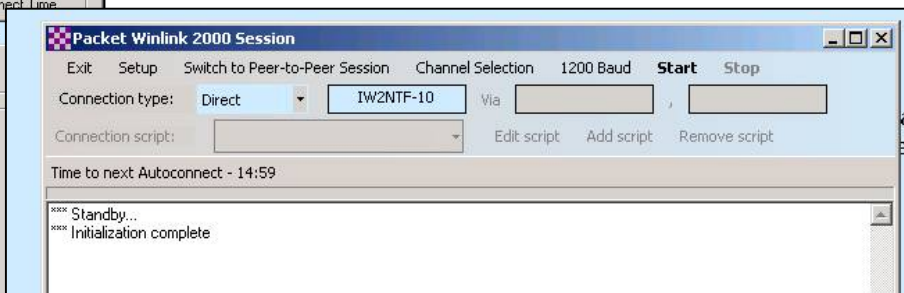 nect Time
Packet Winlink 2000 Session
Exit Setup Switch to Peer-to-Peer Session Channel Selection 1200 Baud Start Stop
Connection type: Direct IW2NTF-10 Via ,
Connection script: Edit script Add script Remove script
Time to next Autoconnect - 14:59
*** Standby...
*** Initialization complete